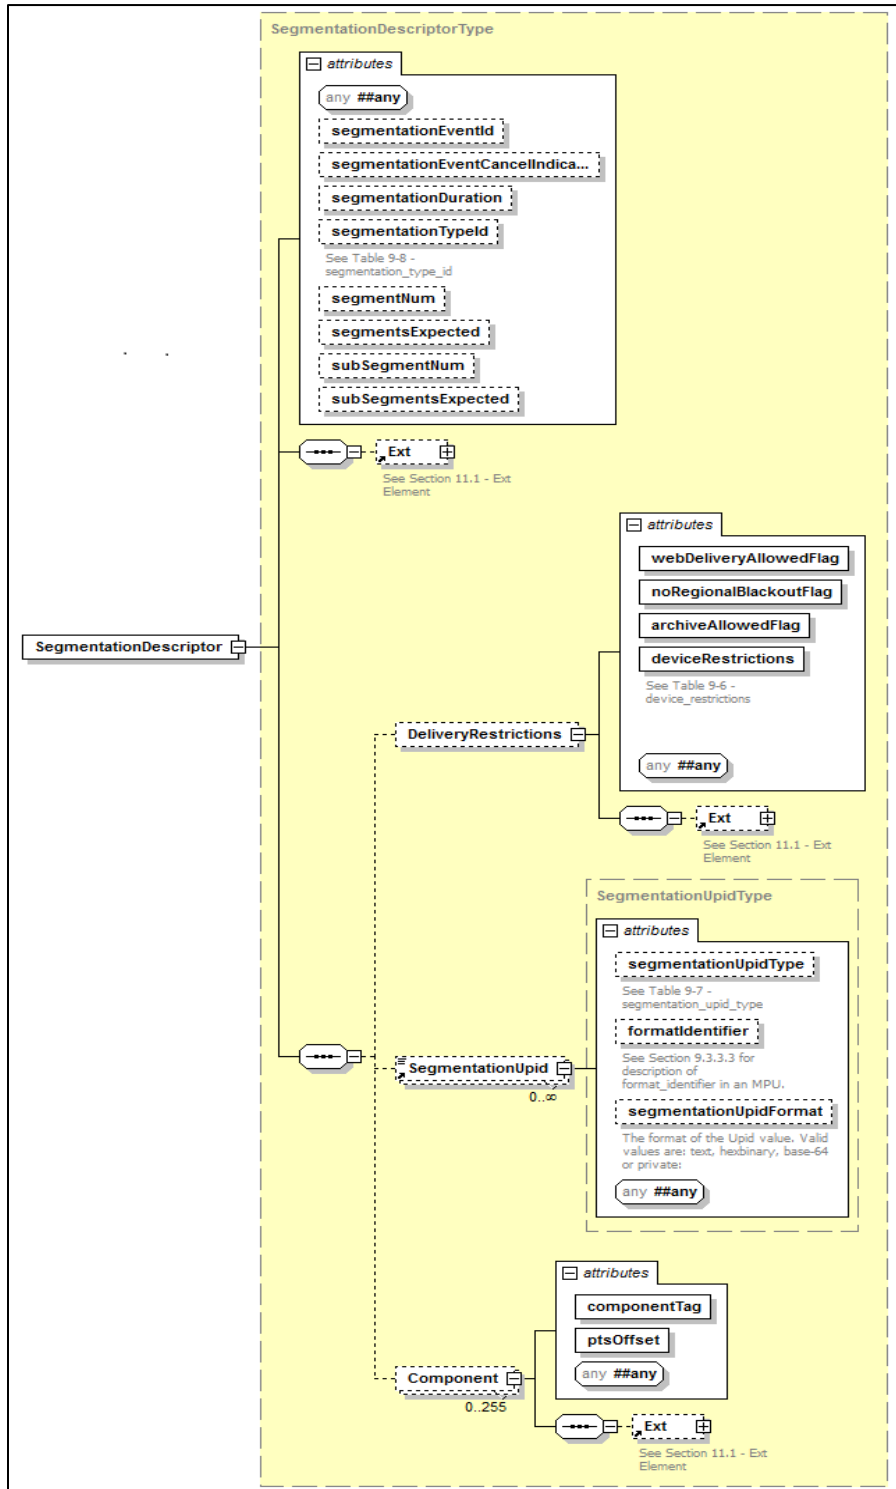 SegmentationDescriptorType
attributes
any ##any
segmentationEventId
segmentationEventCancelIndica...
segmentationDuration
segmentationTypeId
See Table 9-8 -
segmentation_type_id
segmentNum
segmentsExpected
subSegmentNum
subSegmentsExpected
Ext
See Section 11.1 - Ext
Element
SegmentationDescriptor
attributes
webDeliveryAllowedFlag
noRegionalBlackoutFlag
archiveAllowedFlag
deviceRestrictions
See Table 9-6 -
device_restrictions
any ##any
DeliveryRestrictions
Ext
See Section 11.1 - Ext
Element
SegmentationUpidType
attributes
segmentationUpidType
See Table 9-7 -
segmentation_upid_type
formatIdentifier
See Section 9.3.3.3 for
description of
format_identifier in an MPU.
segmentationUpidFormat
The format of the Upid value. Valid
values are: text, hexbinary, base-64
or private:
any ##any
SegmentationUpid
0..∞
attributes
componentTag
ptsOffset
any ##any
Component
0..255
Ext
See Section 11.1 - Ext
Element